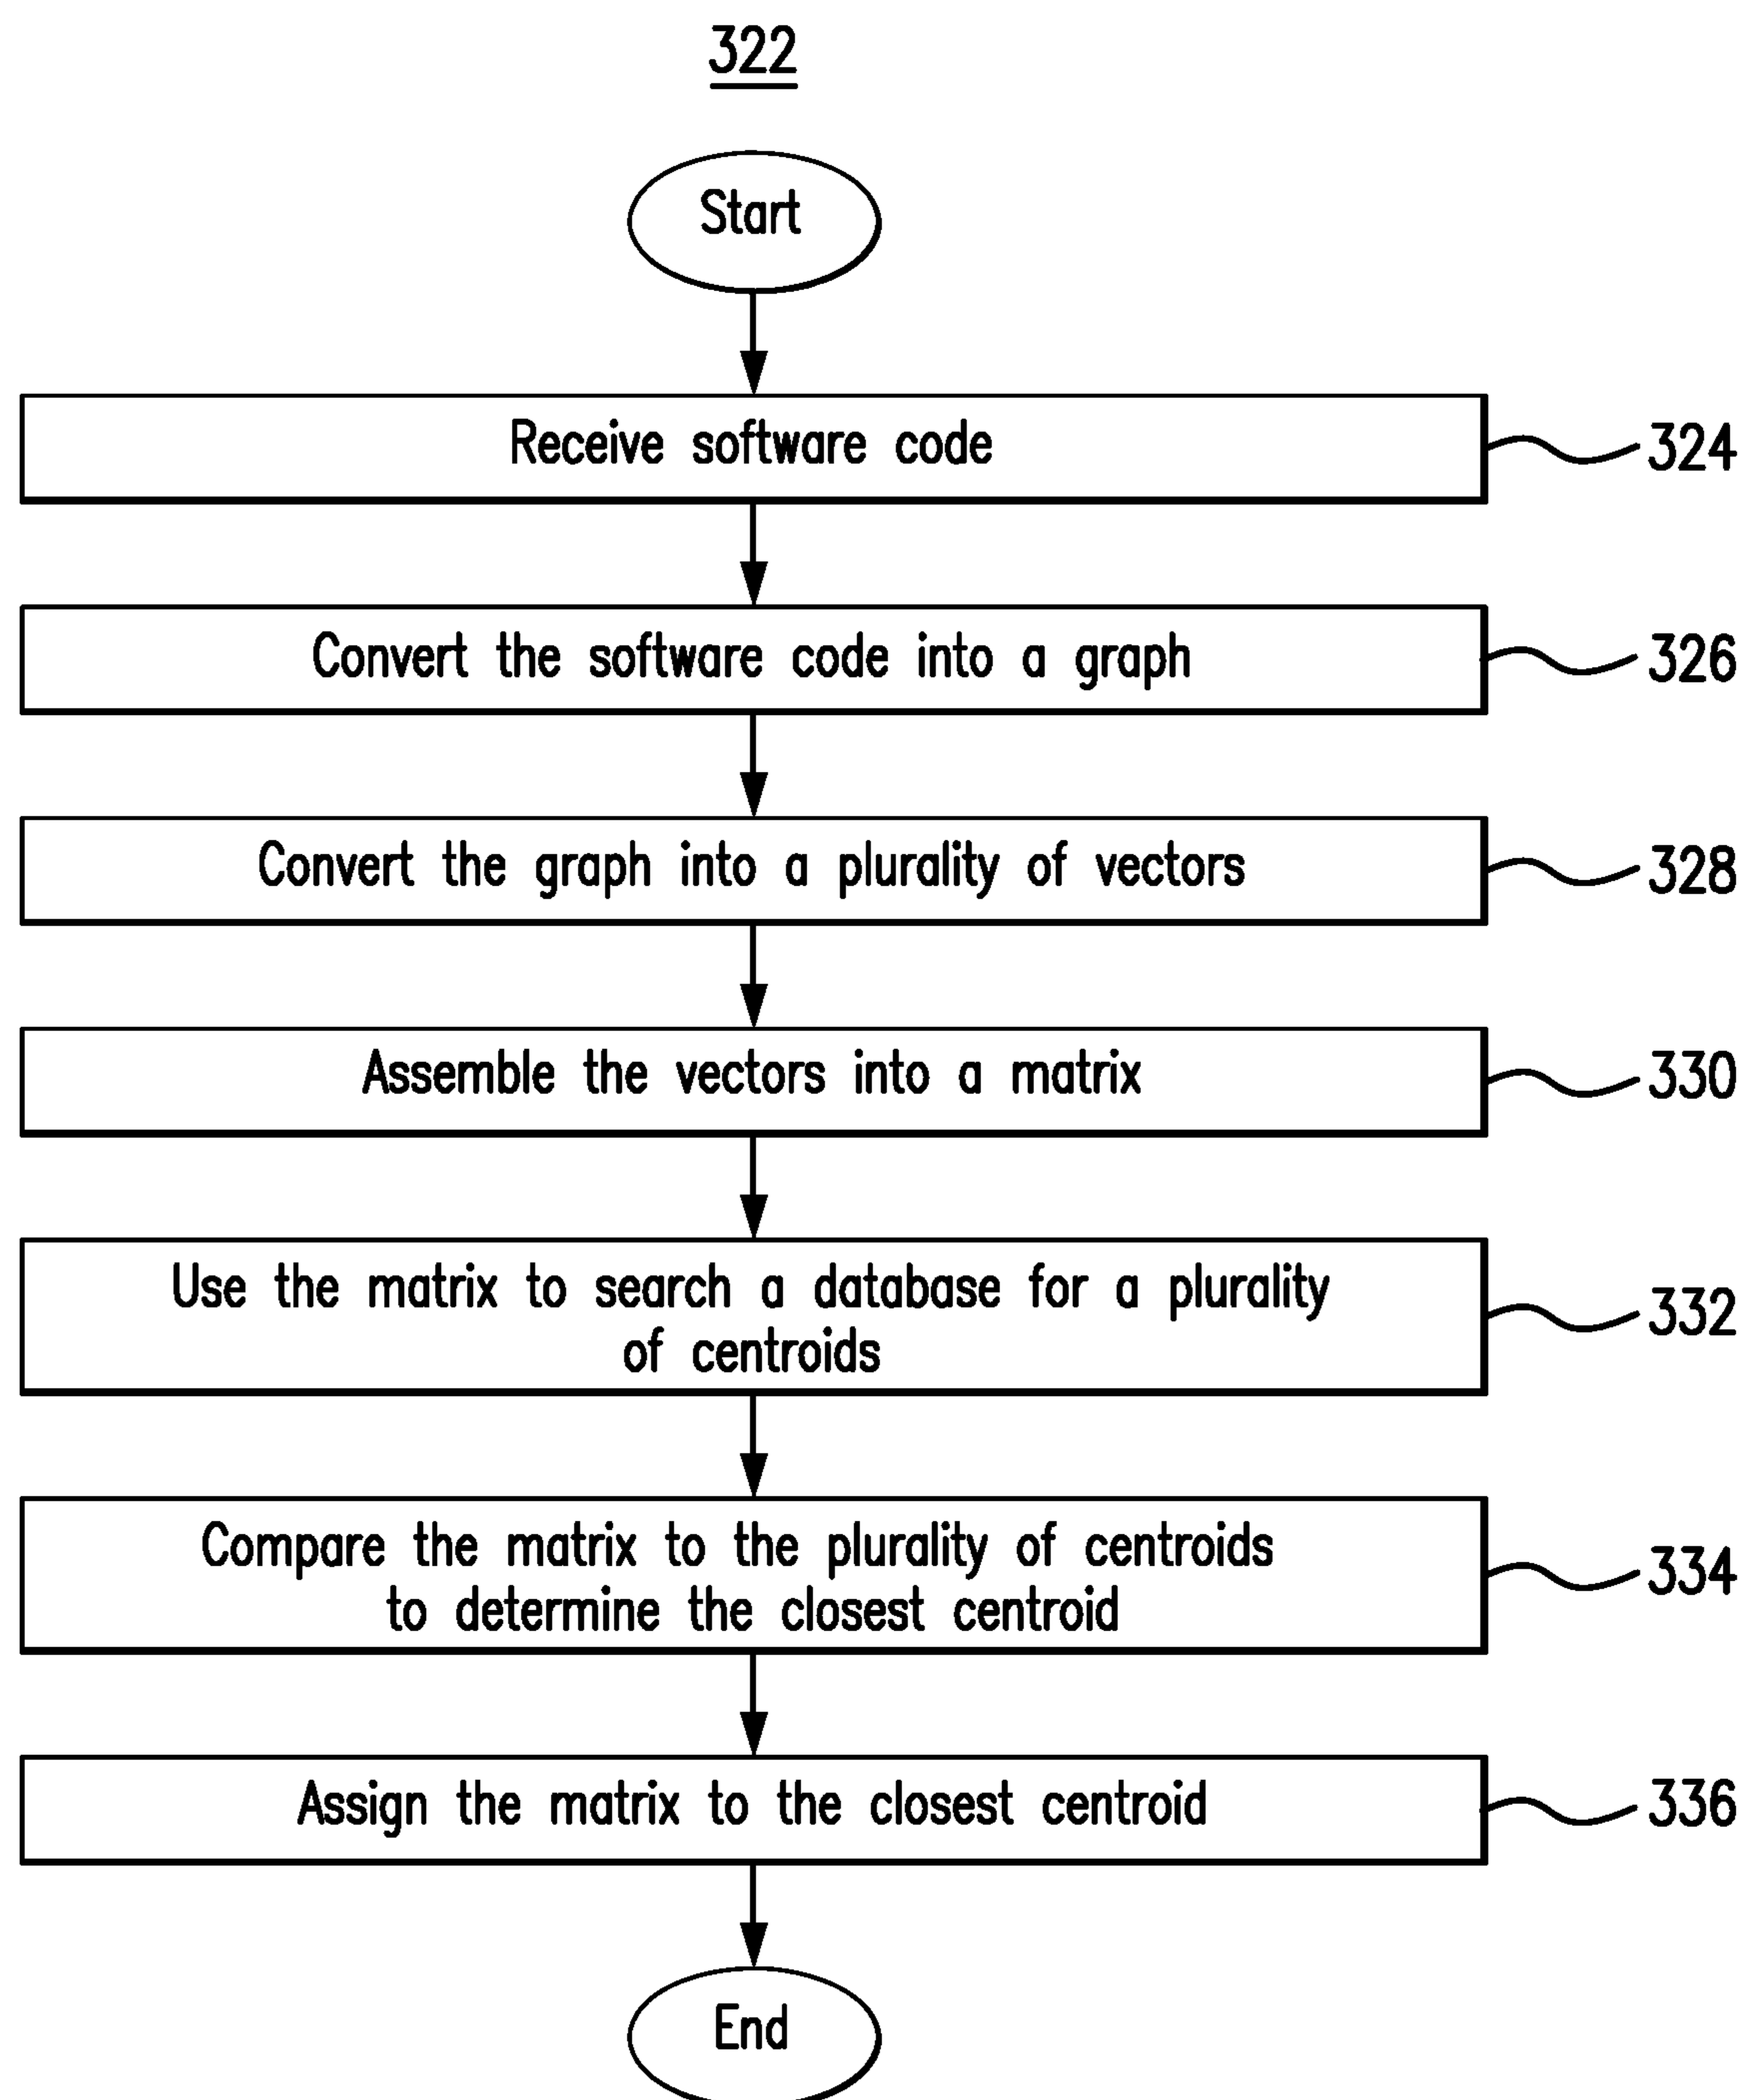 322
Start
Receive software code
324
Convert the software code into a graph
326
Convert the graph into a plurality of vectors
328
Assemble the vectors into a matrix
330
Use the matrix to search a database for a plurality
of centroids
332
Compare the matrix to the plurality of centroids
to determine the closest centroid
334
Assign the matrix to the closest centroid
336
End